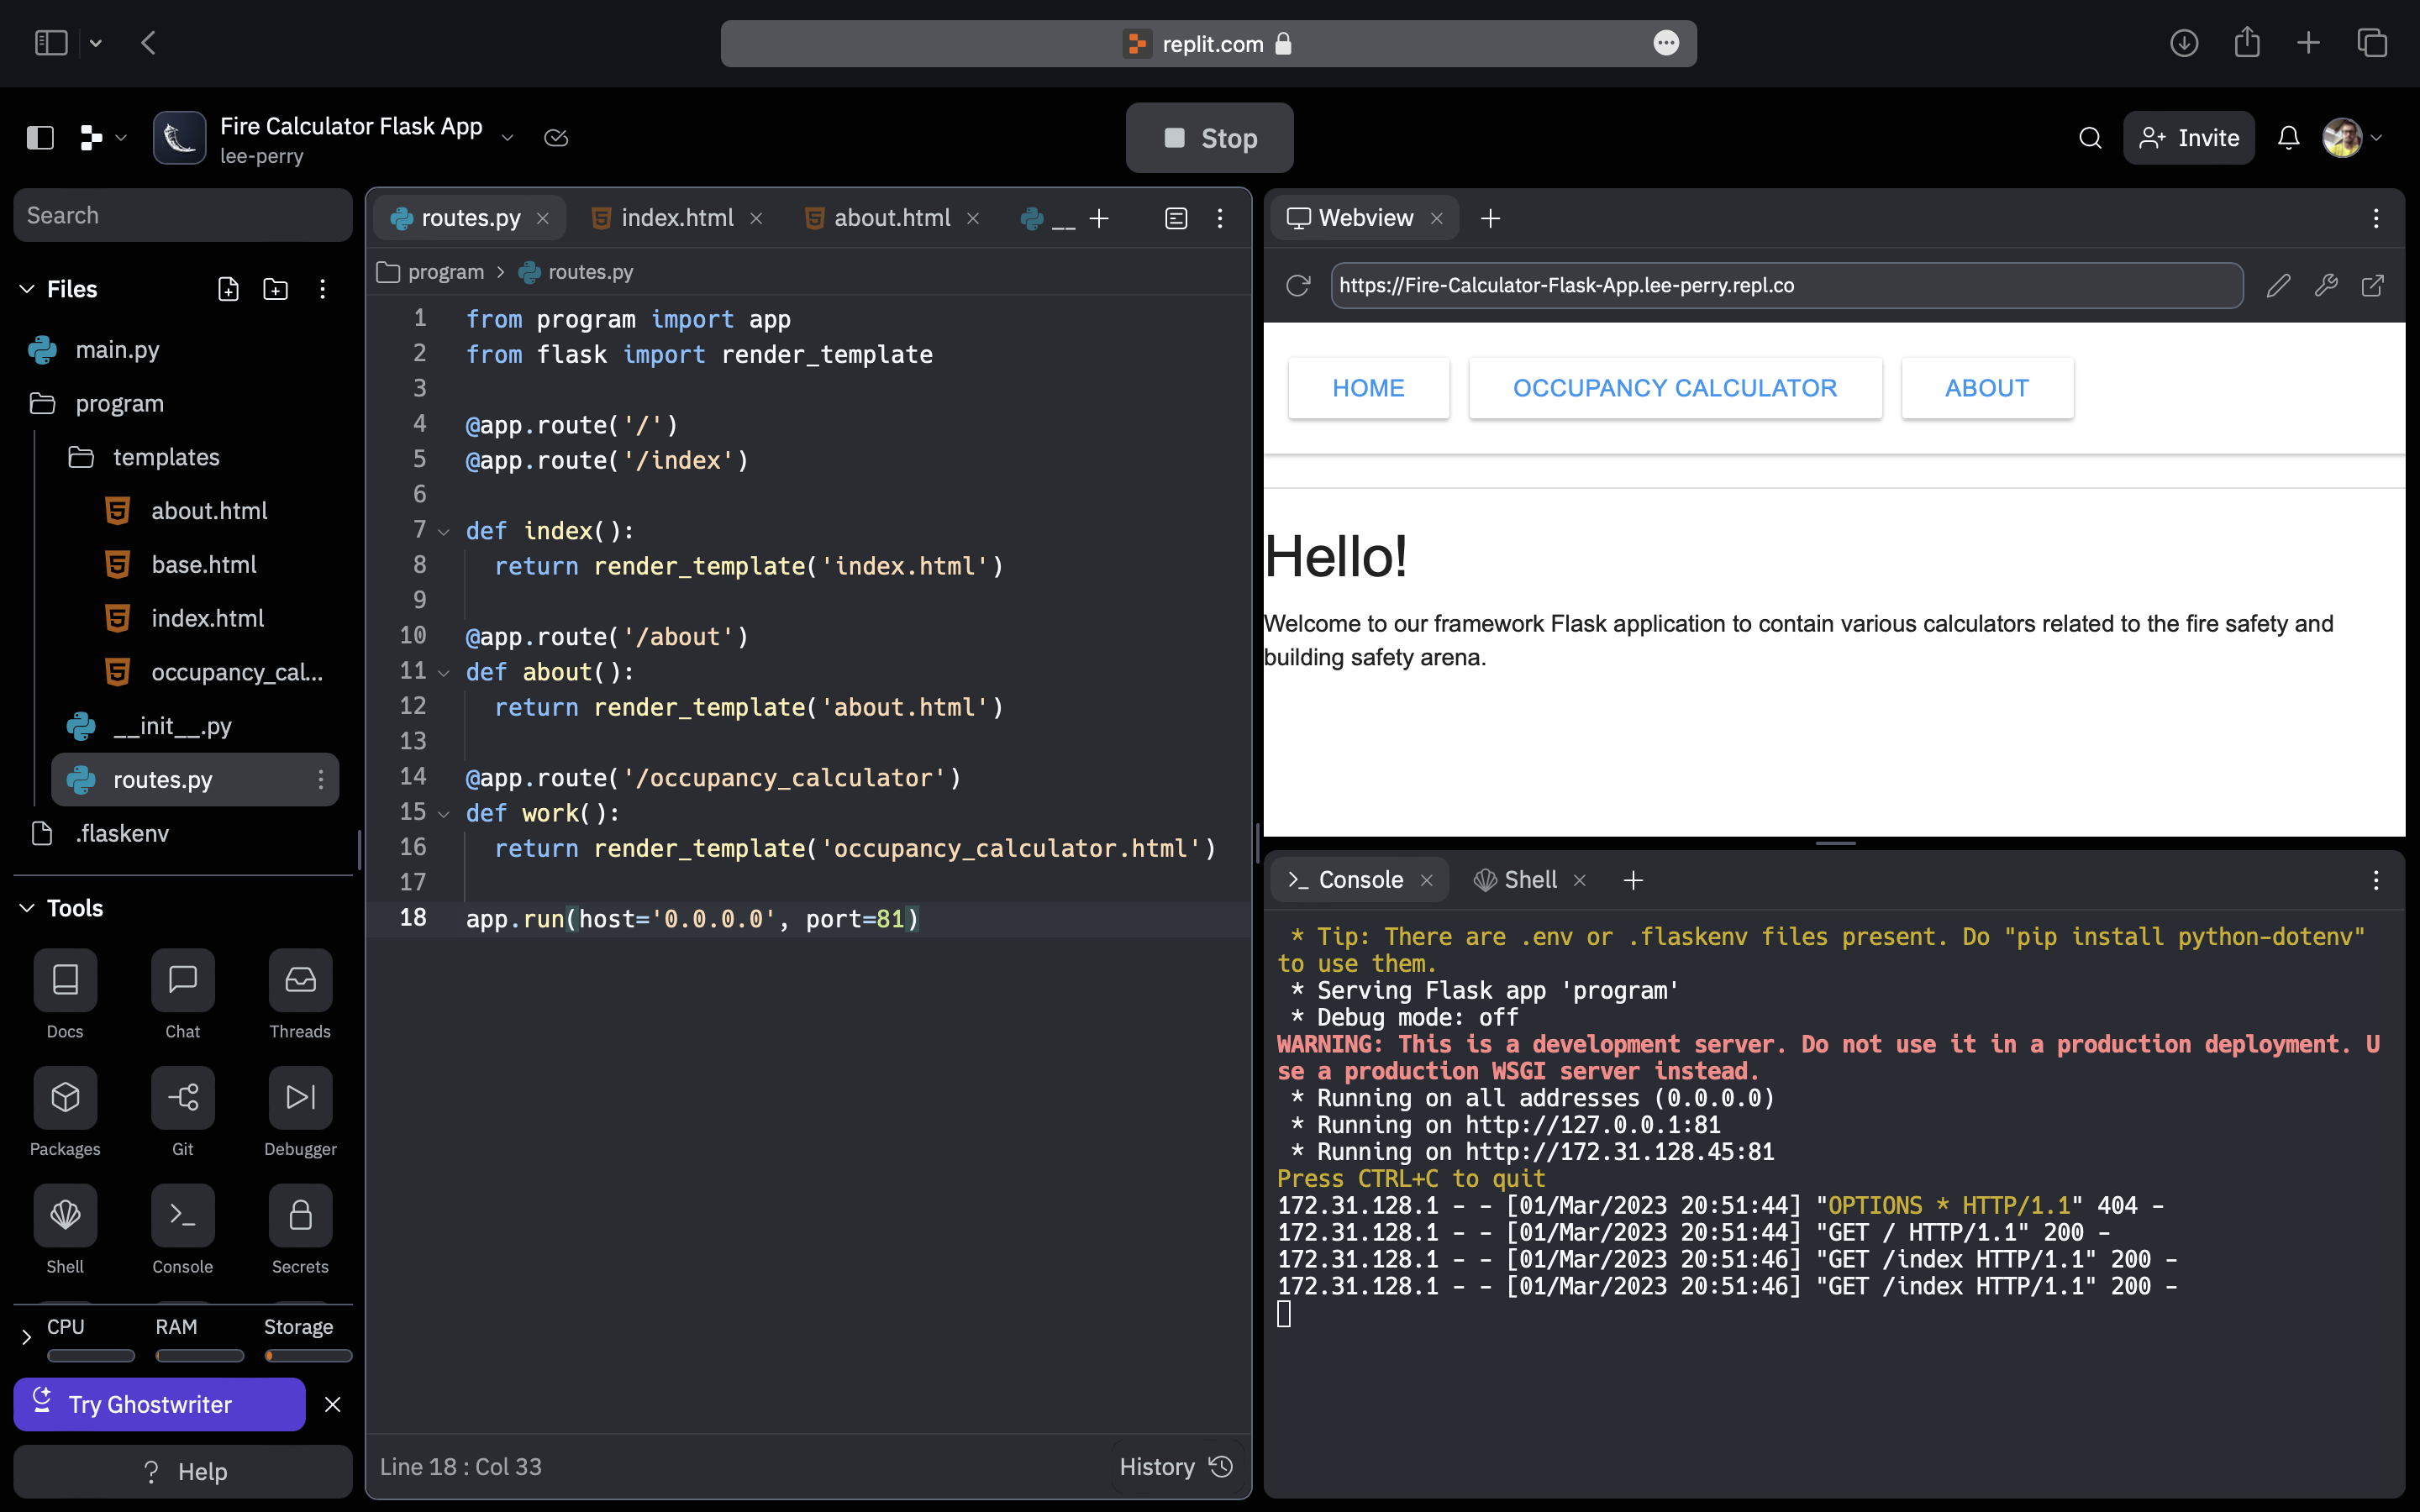 replit.com
Fire Calculator Flask App
lee-perry
Stop
Invite
Search
Files
main.py
program
templates
about.html
base.html
index.html
occupancy_cal...
__init__.py
routes.py
.flaskenv
Tools
Docs
Chat
Threads
Packages
Git
Debugger
Shell
Console
Secrets
CPU
RAM
Storage
Try Ghostwriter
? Help
routes.py
index.html
about.html
__
program > routes.py
1 from program import app
2 from flask import render_template
3
4 @app.route('/')
5 @app.route('/index')
6
7 def index():
8 return render_template('index.html')
9
10 @app.route('/about')
11 def about():
12 return render_template('about.html')
13
14 @app.route('/occupancy_calculator')
15 def work():
16 return render_template('occupancy_calculator.html')
17
18 app.run(host='0.0.0.0', port=81)
Line 18 : Col 33
History
Webview
https://Fire-Calculator-Flask-App.lee-perry.repl.co
HOME
OCCUPANCY CALCULATOR
ABOUT
Hello!
Welcome to our framework Flask application to contain various calculators related to the fire safety and
building safety arena.
Console
Shell
* Tip: There are .env or .flaskenv files present. Do "pip install python-dotenv"
to use them.
* Serving Flask app 'program'
* Debug mode: off
WARNING: This is a development server. Do not use it in a production deployment. U
se a production WSGI server instead.
* Running on all addresses (0.0.0.0)
* Running on http://127.0.0.1:81
* Running on http://172.31.128.45:81
Press CTRL+C to quit
172.31.128.1 - - [01/Mar/2023 20:51:44] "OPTIONS * HTTP/1.1" 404 -
172.31.128.1 - - [01/Mar/2023 20:51:44] "GET / HTTP/1.1" 200 -
172.31.128.1 - - [01/Mar/2023 20:51:46] "GET /index HTTP/1.1" 200 -
172.31.128.1 - - [01/Mar/2023 20:51:46] "GET /index HTTP/1.1" 200 -